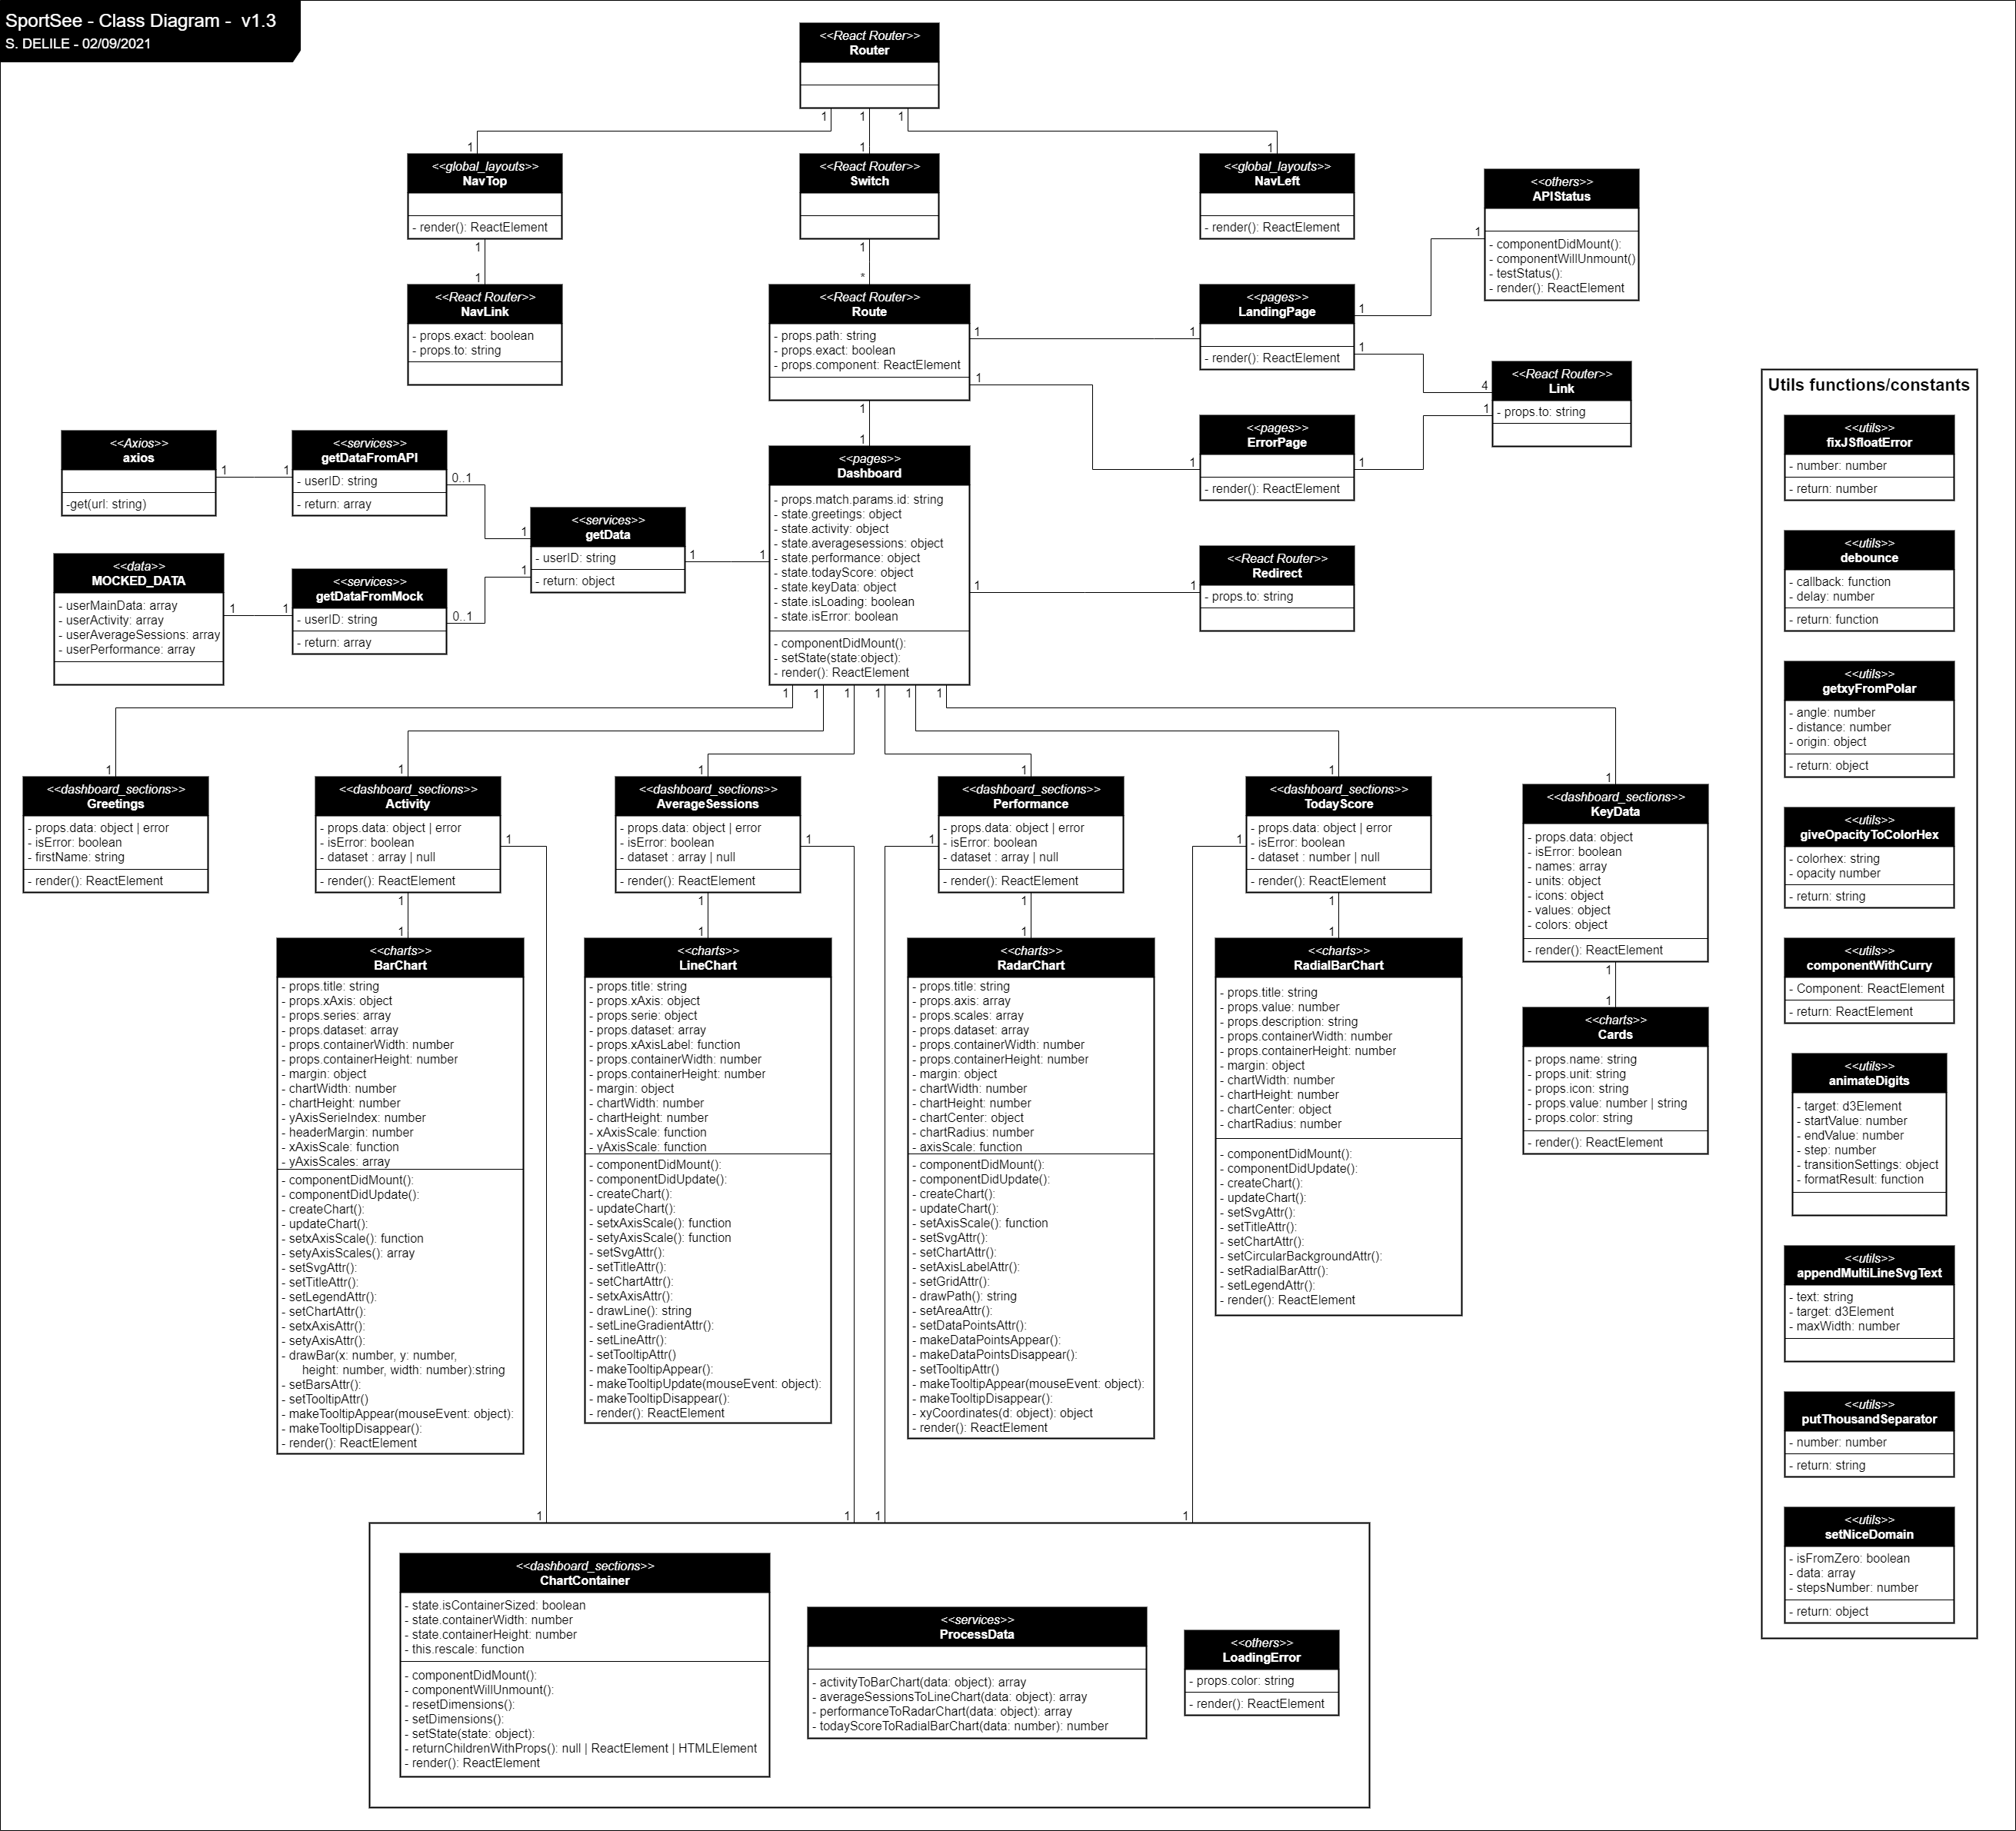 SportSee - Class Diagram -  v1.3
S. DELILE - 02/09/2021
<<React Router>>
Router
1
1
1
1
1
1
<<global_layouts>>
NavTop
- render(): ReactElement
1
1
<<React Router>>
Switch
1
*
<<global_layouts>>
NavLeft
- render(): ReactElement
<<others>>
APIStatus
- componentDidMount():
- componentWillUnmount()
- testStatus():
- render(): ReactElement
1
<<React Router>>
NavLink
- props.exact: boolean
- props.to: string
<<React Router>>
Route
- props.path: string
- props.exact: boolean
- props.component: ReactElement
1
1
1
1
1
1
<<pages>>
LandingPage
- render(): ReactElement
1
1
<<React Router>>
Link
- props.to: string
4
1
<<pages>>
ErrorPage
- render(): ReactElement
1
<<Axios>>
axios
-get(url: string)
1
1
<<services>>
getDataFromAPI
- userID: string
- return: array
0..1
1
<<data>>
MOCKED_DATA
- userMainData: array
- userActivity: array
- userAverageSessions: array
- userPerformance: array
1
1
<<services>>
getDataFromMock
- userID: string
- return: array
0..1
1
<<services>>
getData
- userID: string
- return: object
1
1
<<pages>>
Dashboard
- props.match.params.id: string
- state.greetings: object
- state.activity: object
- state.averagesessions: object
- state.performance: object
- state.todayScore: object
- state.keyData: object
- state.isLoading: boolean
- state.isError: boolean
- componentDidMount():
- setState(state:object):
- render(): ReactElement
1
1
<<React Router>>
Redirect
- props.to: string
1
1
1
1
1
1
1
1
1
1
1
1
<<dashboard_sections>>
Greetings
- props.data: object | error
- isError: boolean
- firstName: string
- render(): ReactElement
<<dashboard_sections>>
Activity
- props.data: object | error
- isError: boolean
- dataset : array | null
- render(): ReactElement
1
1
1
<<dashboard_sections>>
AverageSessions
- props.data: object | error
- isError: boolean
- dataset : array | null
- render(): ReactElement
1
1
1
<<dashboard_sections>>
Performance
- props.data: object | error
- isError: boolean
- dataset : array | null
- render(): ReactElement
1
1
1
<<dashboard_sections>>
TodayScore
- props.data: object | error
- isError: boolean
- dataset : number | null
- render(): ReactElement
1
1
1
<<dashboard_sections>>
KeyData
- props.data: object
- isError: boolean
- names: array
- units: object
- icons: object
- values: object
- colors: object
- render(): ReactElement
1
1
<<charts>>
BarChart
- props.title: string
- props.xAxis: object
- props.series: array
- props.dataset: array
- props.containerWidth: number
- props.containerHeight: number
- margin: object
- chartWidth: number
- chartHeight: number
- yAxisSerieIndex: number
- headerMargin: number
- xAxisScale: function
- yAxisScales: array
- componentDidMount():
- componentDidUpdate():
- createChart():
- updateChart():
- setxAxisScale(): function
- setyAxisScales(): array
- setSvgAttr():
- setTitleAttr():
- setLegendAttr():
- setChartAttr():
- setxAxisAttr():
- setyAxisAttr():
- drawBar(x: number, y: number,
height: number, width: number):string
- setBarsAttr():
- setTooltipAttr()
- makeTooltipAppear(mouseEvent: object):
- makeTooltipDisappear():
- render(): ReactElement
<<charts>>
LineChart
- props.title: string
- props.xAxis: object
- props.serie: object
- props.dataset: array
- props.xAxisLabel: function
- props.containerWidth: number
- props.containerHeight: number
- margin: object
- chartWidth: number
- chartHeight: number
- xAxisScale: function
- yAxisScale: function
- componentDidMount():
- componentDidUpdate():
- createChart():
- updateChart():
- setxAxisScale(): function
- setyAxisScale(): function
- setSvgAttr():
- setTitleAttr():
- setChartAttr():
- setxAxisAttr():
- drawLine(): string
- setLineGradientAttr():
- setLineAttr():
- setTooltipAttr()
- makeTooltipAppear():
- makeTooltipUpdate(mouseEvent: object):
- makeTooltipDisappear():
- render(): ReactElement
<<charts>>
RadarChart
- props.title: string
- props.axis: array
- props.scales: array
- props.dataset: array
- props.containerWidth: number
- props.containerHeight: number
- margin: object
- chartWidth: number
- chartHeight: number
- chartCenter: object
- chartRadius: number
- axisScale: function
- componentDidMount():
- componentDidUpdate():
- createChart():
- updateChart():
- setAxisScale(): function
- setSvgAttr():
- setChartAttr():
- setAxisLabelAttr():
- setGridAttr():
- drawPath(): string
- setAreaAttr():
- setDataPointsAttr():
- makeDataPointsAppear():
- makeDataPointsDisappear():
- setTooltipAttr()
- makeTooltipAppear(mouseEvent: object):
- makeTooltipDisappear():
- xyCoordinates(d: object): object
- render(): ReactElement
<<charts>>
RadialBarChart
- props.title: string
- props.value: number
- props.description: string
- props.containerWidth: number
- props.containerHeight: number
- margin: object
- chartWidth: number
- chartHeight: number
- chartCenter: object
- chartRadius: number
- componentDidMount():
- componentDidUpdate():
- createChart():
- updateChart():
- setSvgAttr():
- setTitleAttr():
- setChartAttr():
- setCircularBackgroundAttr():
- setRadialBarAttr():
- setLegendAttr():
- render(): ReactElement
<<charts>>
Cards
- props.name: string
- props.unit: string
- props.icon: string
- props.value: number | string
- props.color: string
- render(): ReactElement
1
1
1
1
<<dashboard_sections>>
ChartContainer
- state.isContainerSized: boolean
- state.containerWidth: number
- state.containerHeight: number
- this.rescale: function
- componentDidMount():
- componentWillUnmount():
- resetDimensions():
- setDimensions():
- setState(state: object):
- returnChildrenWithProps(): null | ReactElement | HTMLElement
- render(): ReactElement
<<services>>
ProcessData
- activityToBarChart(data: object): array
- averageSessionsToLineChart(data: object): array
- performanceToRadarChart(data: object): array
- todayScoreToRadialBarChart(data: number): number
<<others>>
LoadingError
- props.color: string
- render(): ReactElement
Utils functions/constants
<<utils>>
fixJSfloatError
- number: number
- return: number
<<utils>>
debounce
- callback: function
- delay: number
- return: function
<<utils>>
getxyFromPolar
- angle: number
- distance: number
- origin: object
- return: object
<<utils>>
giveOpacityToColorHex
- colorhex: string
- opacity number
- return: string
<<utils>>
componentWithCurry
- Component: ReactElement
- return: ReactElement
<<utils>>
animateDigits
- target: d3Element
- startValue: number
- endValue: number
- step: number
- transitionSettings: object
- formatResult: function
<<utils>>
appendMultiLineSvgText
- text: string
- target: d3Element
- maxWidth: number
<<utils>>
putThousandSeparator
- number: number
- return: string
<<utils>>
setNiceDomain
- isFromZero: boolean
- data: array
- stepsNumber: number
- return: object